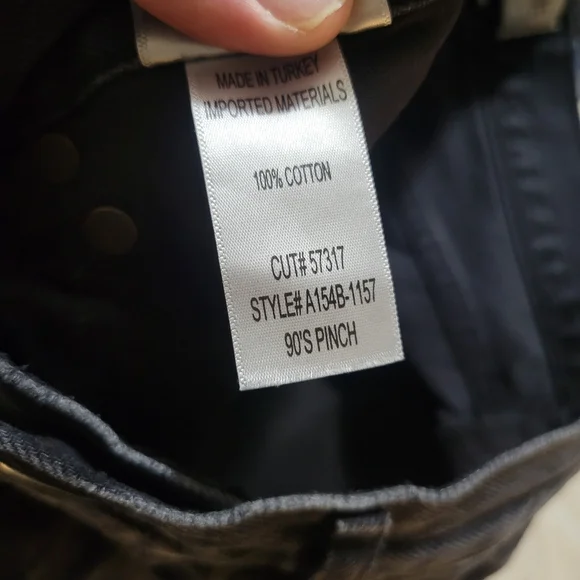 MADE IN TURKEY
IMPORTED MATERIALS
100% COTTON
CUT# 57317
STYLE# A154B-1157
90'S PINCH